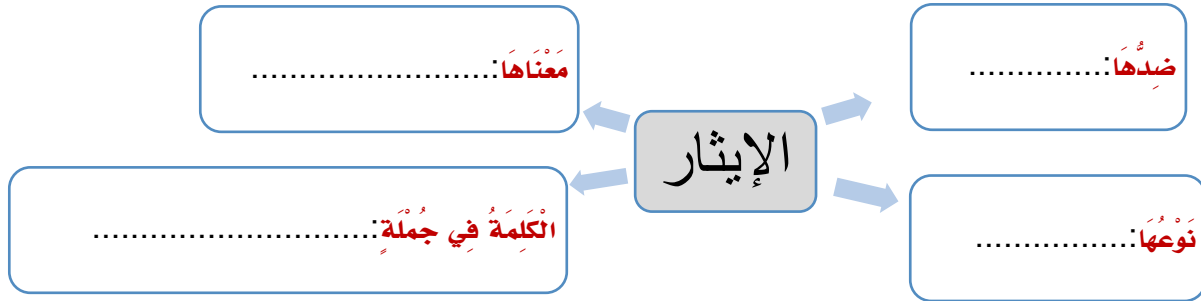 ضِدُّهَا:..............
مَعْنَاهَا:.........................
الإيثار
نَوْعُهَا:................
الْكَلِمَةُ فِي جُمْلَةٍ:.............................